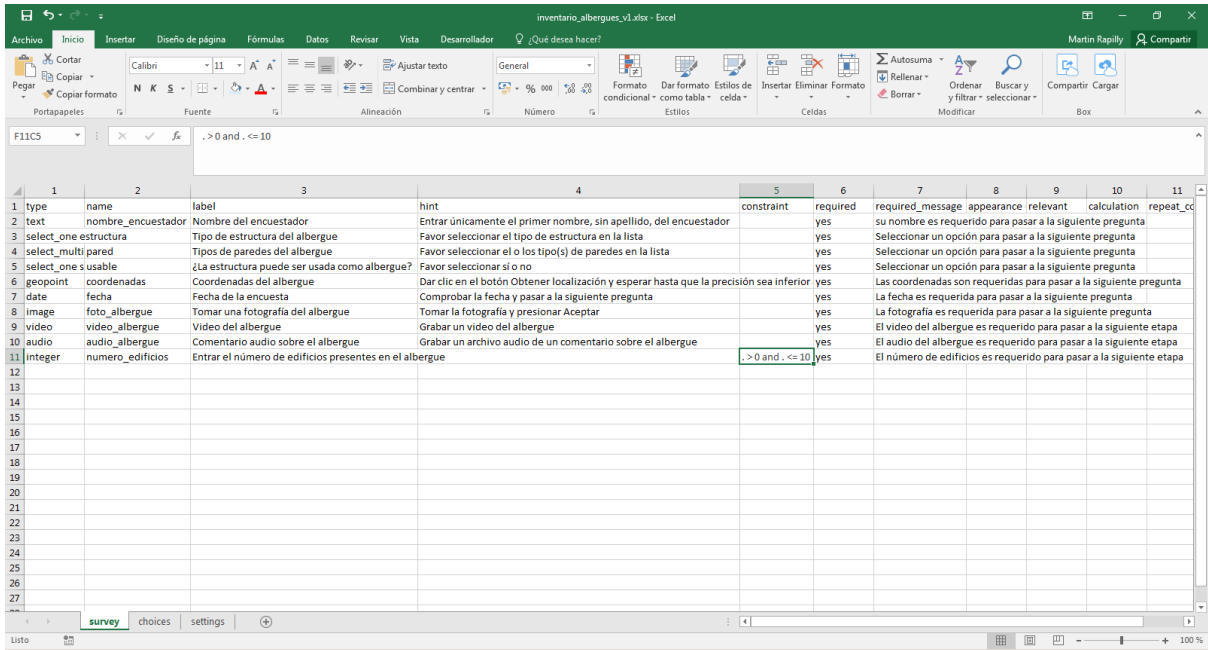 inventario_albergues_v1.xlsx - Excel
Archivo Inicio Insertar Diseño de página Fórmulas Datos Revisar Vista Desarrollador ¿Qué desea hacer? Martin Rapilly Compartir
Pegar
Cortar
Copiar
Copiar formato
Portapapeles
Calibri 11
N K S
Fuente
Ajustar texto
Combinar y centrar
Alineación
General
% 000
Número
Formato condicional
Dar formato como tabla
Estilos de celda
Estilos
Insertar Eliminar Formato
Celdas
Autosuma
Rellenar
Borrar
Ordenar y filtrar
Buscar y seleccionar
Modificar
Compartir Cargar
Box
F11C5 fx . > 0 and . <= 10
1 2 3 4 5 6 7 8 9 10 11
1 type name label hint constraint required required_message appearance relevant calculation repeat_co
2 text nombre_encuestador Nombre del encuestador Entrar únicamente el primer nombre, sin apellido, del encuestador yes su nombre es requerido para pasar a la siguiente pregunta
3 select_one estructura Tipo de estructura del albergue Favor seleccionar el tipo de estructura en la lista yes Seleccionar un opción para pasar a la siguiente pregunta
4 select_multi pared Tipos de paredes del albergue Favor seleccionar el o los tipo(s) de paredes en la lista yes Seleccionar un opción para pasar a la siguiente pregunta
5 select_one s usable ¿La estructura puede ser usada como albergue? Favor seleccionar sí o no yes Seleccionar un opción para pasar a la siguiente pregunta
6 geopoint coordenadas Coordenadas del albergue Dar clic en el botón Obtener localización y esperar hasta que la precisión sea inferior yes Las coordenadas son requeridas para pasar a la siguiente pregunta
7 date fecha Fecha de la encuesta Comprobar la fecha y pasar a la siguiente pregunta yes La fecha es requerida para pasar a la siguiente pregunta
8 image foto_albergue Tomar una fotografía del albergue Tomar la fotografía y presionar Aceptar yes La fotografía es requerida para pasar a la siguiente pregunta
9 video video_albergue Video del albergue Grabar un video del albergue yes El video del albergue es requerido para pasar a la siguiente etapa
10 audio audio_albergue Comentario audio sobre el albergue Grabar un archivo audio de un comentario sobre el albergue yes El audio del albergue es requerido para pasar a la siguiente etapa
11 integer numero_edificios Entrar el número de edificios presentes en el albergue . > 0 and . <= 10 yes El número de edificios es requerido para pasar a la siguiente etapa
12
13
14
15
16
17
18
19
20
21
22
23
24
25
26
27
survey choices settings
Listo 100 %